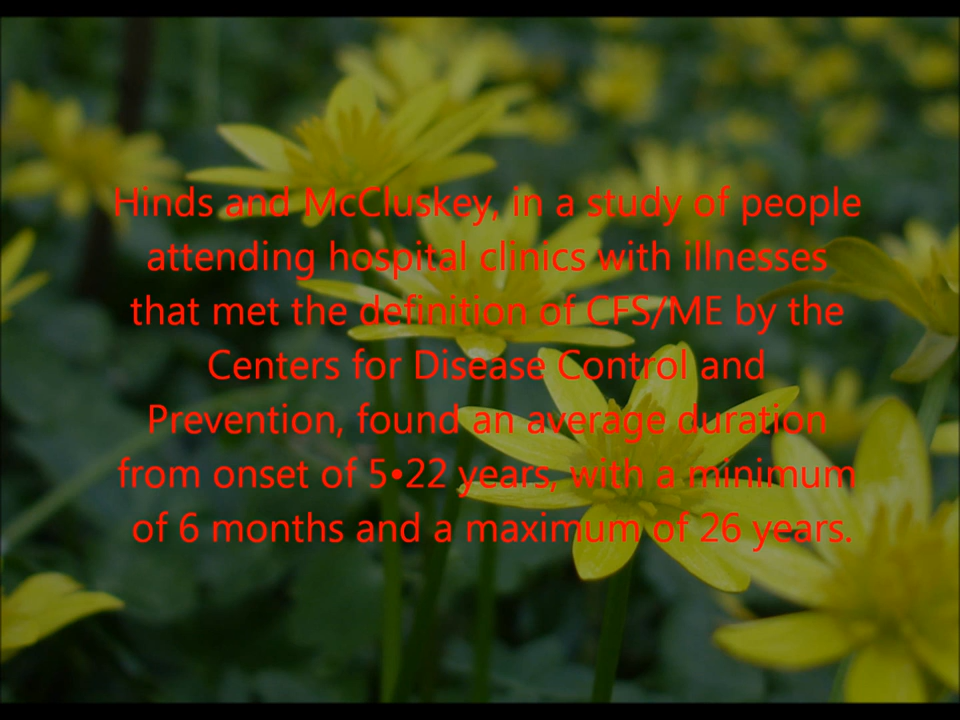 Hinds and McCluskey, in a study of people
attending hospital clinics with illnesses
that met the definition of CFS/ME by the
Centers for Disease Control and
Prevention, found an average duration
from onset of 5•22 years, with a minimum
of 6 months and a maximum of 26 years.